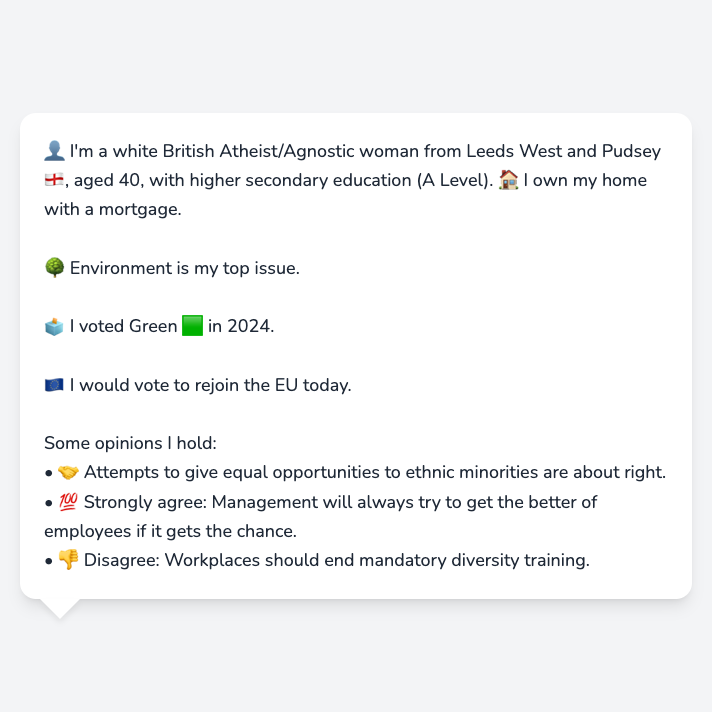 👤 I'm a white British Atheist/Agnostic woman from Leeds West and Pudsey
🏴󠁧󠁢󠁥󠁮󠁧󠁿, aged 40, with higher secondary education (A Level). 🏠 I own my home
with a mortgage.
🌳 Environment is my top issue.
🗳️ I voted Green 🟩 in 2024.
🇪🇺 I would vote to rejoin the EU today.
Some opinions I hold:
• 🤝 Attempts to give equal opportunities to ethnic minorities are about right.
• 💯 Strongly agree: Management will always try to get the better of
employees if it gets the chance.
• 👎 Disagree: Workplaces should end mandatory diversity training.